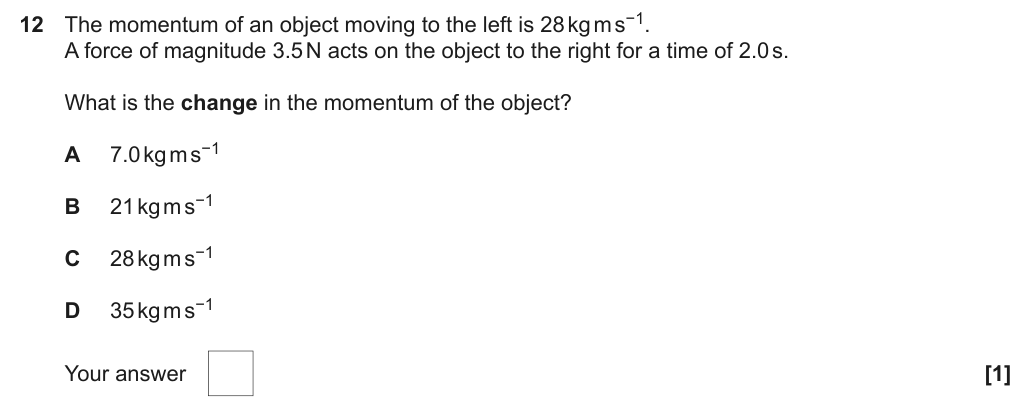 12 The momentum of an object moving to the left is 28 kg m s⁻¹.
A force of magnitude 3.5 N acts on the object to the right for a time of 2.0 s.
What is the change in the momentum of the object?
A 7.0 kg m s⁻¹
B 21 kg m s⁻¹
C 28 kg m s⁻¹
D 35 kg m s⁻¹
Your answer [1]